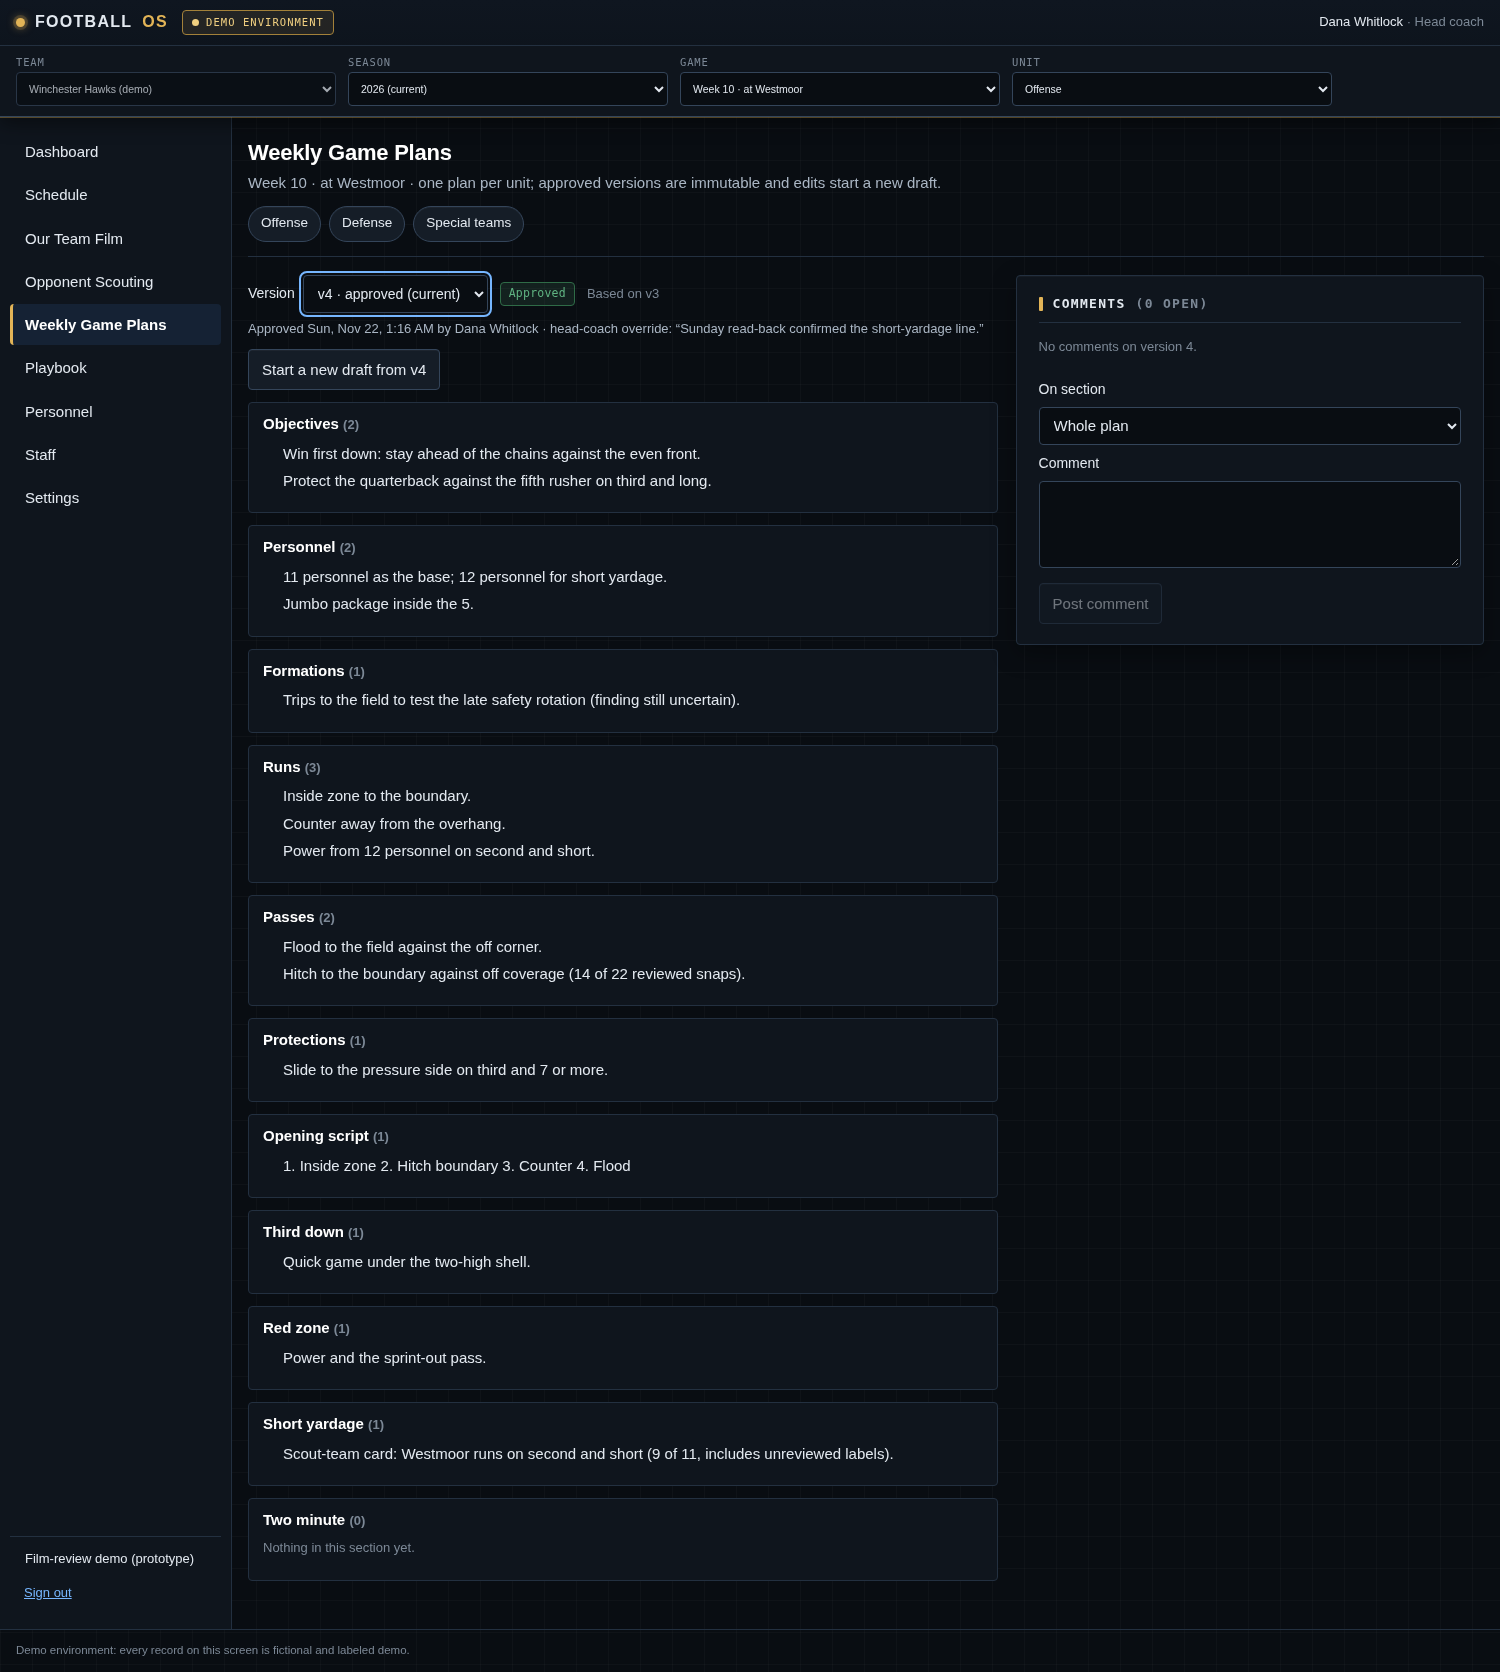 FOOTBALL OS
DEMO ENVIRONMENT
Dana Whitlock · Head coach
TEAM
Winchester Hawks (demo)
SEASON
2026 (current)
GAME
Week 10 · at Westmoor
UNIT
Offense
Dashboard
Schedule
Our Team Film
Opponent Scouting
Weekly Game Plans
Playbook
Personnel
Staff
Settings
Film-review demo (prototype)
Sign out
Weekly Game Plans
Week 10 · at Westmoor · one plan per unit; approved versions are immutable and edits start a new draft.
Offense
Defense
Special teams
Version v4 · approved (current) Approved Based on v3
Approved Sun, Nov 22, 1:16 AM by Dana Whitlock · head-coach override: “Sunday read-back confirmed the short-yardage line.”
Start a new draft from v4
Objectives (2)
Win first down: stay ahead of the chains against the even front.
Protect the quarterback against the fifth rusher on third and long.
Personnel (2)
11 personnel as the base; 12 personnel for short yardage.
Jumbo package inside the 5.
Formations (1)
Trips to the field to test the late safety rotation (finding still uncertain).
Runs (3)
Inside zone to the boundary.
Counter away from the overhang.
Power from 12 personnel on second and short.
Passes (2)
Flood to the field against the off corner.
Hitch to the boundary against off coverage (14 of 22 reviewed snaps).
Protections (1)
Slide to the pressure side on third and 7 or more.
Opening script (1)
1. Inside zone 2. Hitch boundary 3. Counter 4. Flood
Third down (1)
Quick game under the two-high shell.
Red zone (1)
Power and the sprint-out pass.
Short yardage (1)
Scout-team card: Westmoor runs on second and short (9 of 11, includes unreviewed labels).
Two minute (0)
Nothing in this section yet.
COMMENTS (0 OPEN)
No comments on version 4.
On section
Whole plan
Comment
Post comment
Demo environment: every record on this screen is fictional and labeled demo.